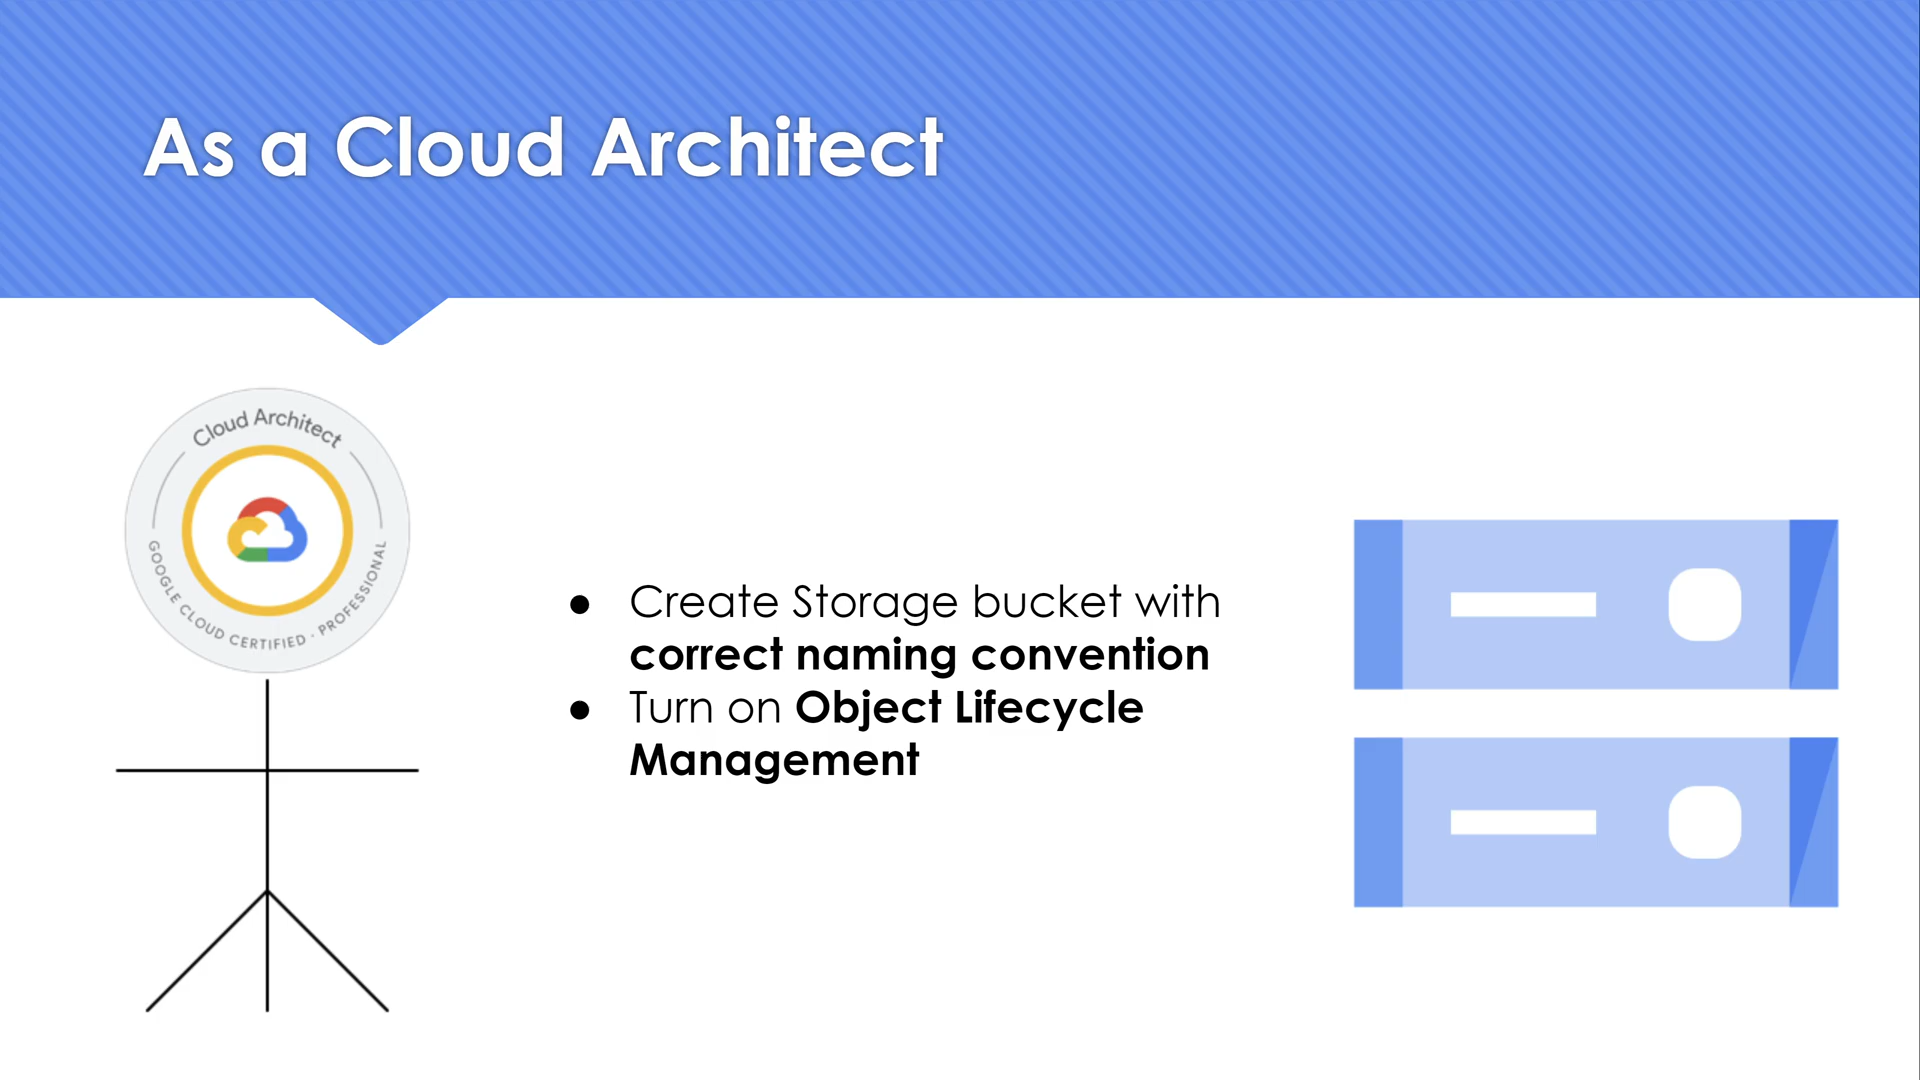 As a Cloud Architect
Cloud Architect
GOOGLE CLOUD CERTIFIED · PROFESSIONAL
● Create Storage bucket with
correct naming convention
● Turn on Object Lifecycle
Management